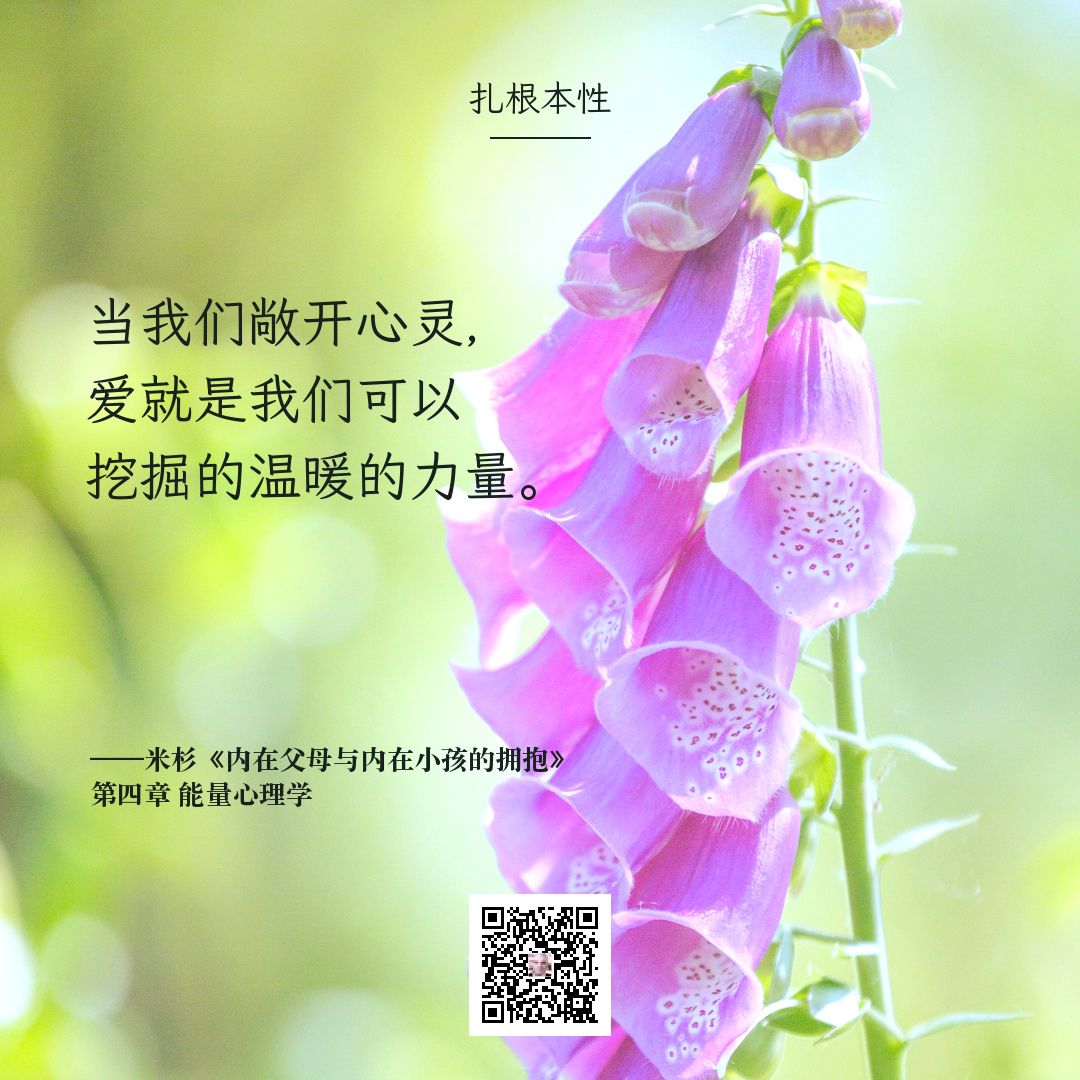 扎根本性
当我们敞开心灵,
爱就是我们可以
挖掘的温暖的力量。
——米杉《内在父母与内在小孩的拥抱》
第四章 能量心理学